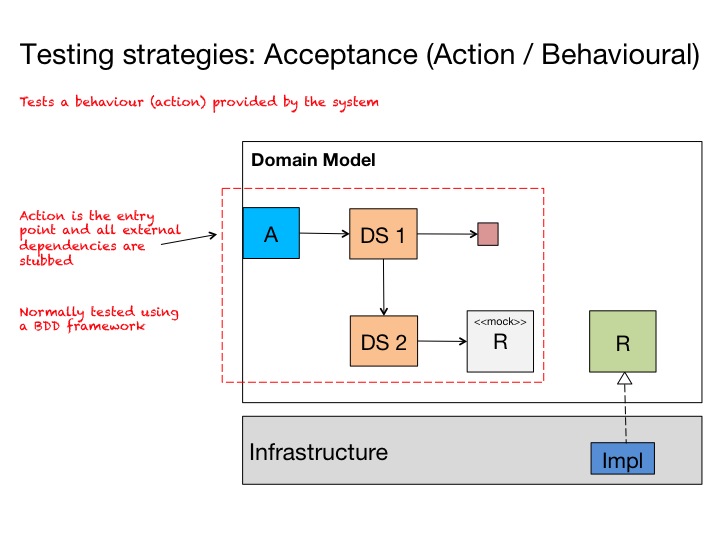 Testing strategies: Acceptance (Action / Behavioural)
Tests a behaviour (action) provided by the system
Domain Model
Action is the entry
point and all external
dependencies are
stubbed
A
DS 1
Normally tested using
a BDD framework
DS 2
<<mock>>
R
R
Infrastructure
Impl